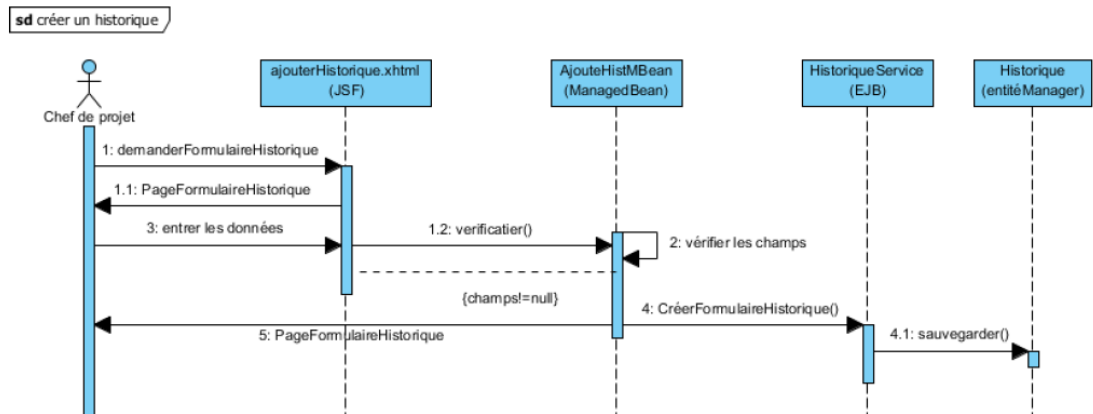 sd créer un historique
Chef de projet
ajouterHistorique.xhtml
(JSF)
AjouteHistMBean
(ManagedBean)
HistoriqueService
(EJB)
Historique
(entitéManager)
1: demanderFormulaireHistorique
1.1: PageFormulaireHistorique
3: entrer les données
1.2: verificatier()
2: vérifier les champs
{champs!=null}
4: CréerFormulaireHistorique()
5: PageFormulaireHistorique
4.1: sauvegarder()